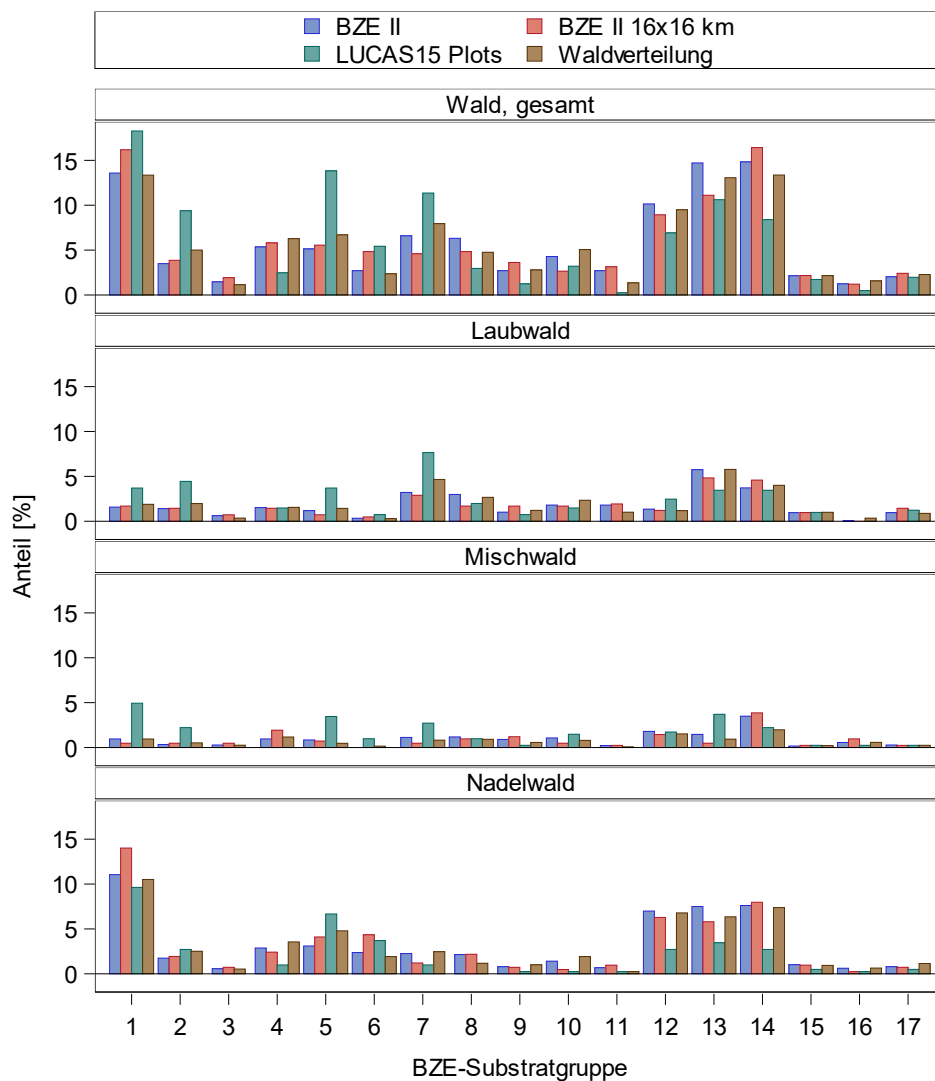 BZE II BZE II 16x16 km
LUCAS15 Plots Waldverteilung
Wald, gesamt
15
10
5
0
Laubwald
15
10
5
0
Mischwald
15
10
5
0
Nadelwald
15
10
5
0
Anteil [%]
1 2 3 4 5 6 7 8 9 10 11 12 13 14 15 16 17
BZE-Substratgruppe